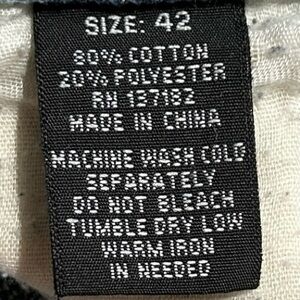 SIZE: 42
80% COTTON
20% POLYESTER
RN 137182
MADE IN CHINA
MACHINE WASH COLD
SEPARATELY
DO NOT BLEACH
TUMBLE DRY LOW
WARM IRON
IN NEEDED